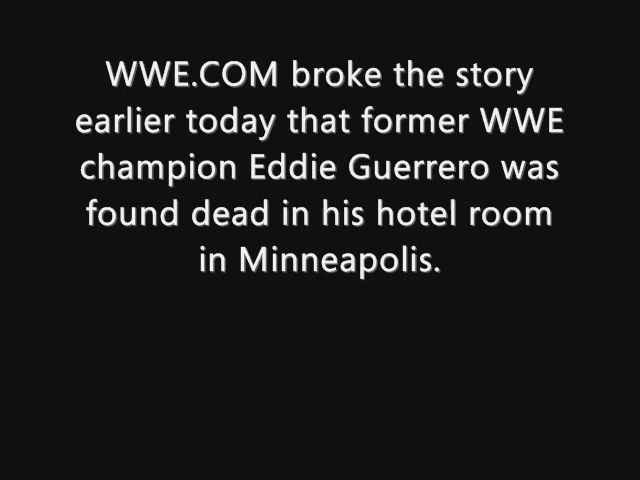 WWE.COM broke the story
earlier today that former WWE
champion Eddie Guerrero was
found dead in his hotel room
in Minneapolis.